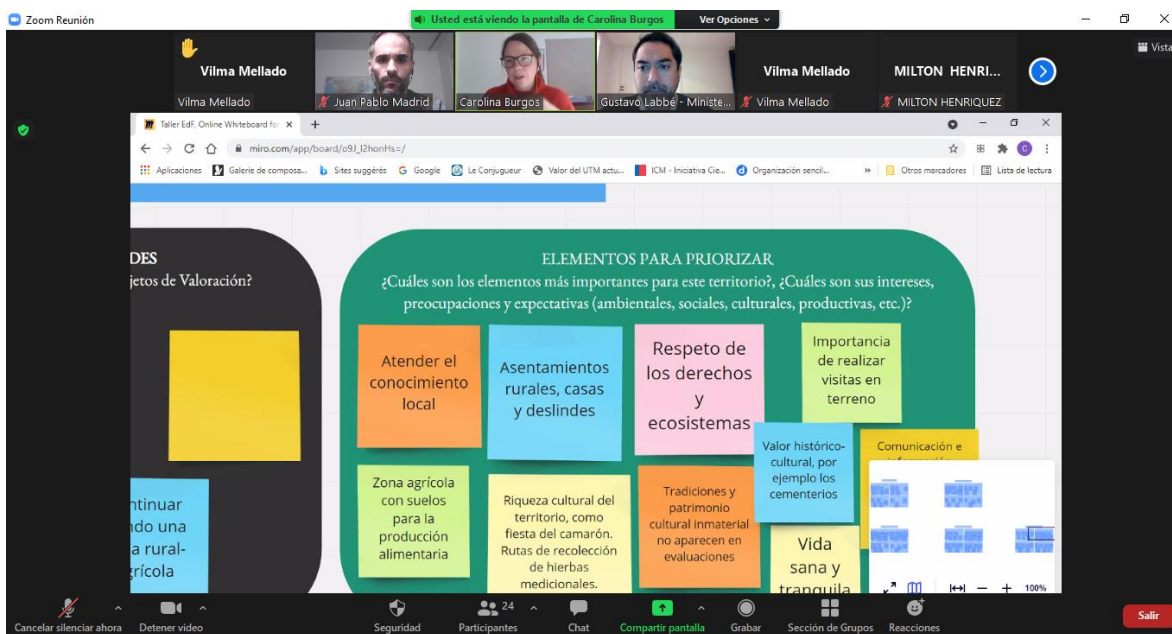 Zoom Reunión
Usted está viendo la pantalla de Carolina Burgos
Ver Opciones
Vista
Vilma Mellado
Vilma Mellado
Juan Pablo Madrid
Carolina Burgos
Gustavo Labbé - Ministe...
Vilma Mellado
Vilma Mellado
MILTON HENRI...
MILTON HENRIQUEZ
Taller EdF, Online Whiteboard fo
miro.com/app/board/o9J_l2honHs=/
C
Aplicaciones
Galerie de composa...
Sites suggérés
Google
Le Conjugueur
Valor del UTM actu...
ICM - Iniciativa Cie...
Organización sencil...
»
Otros marcadores
Lista de lectura
DES
jetos de Valoración?
ntinuar
ndo una
a rural-
grícola
ELEMENTOS PARA PRIORIZAR
¿Cuáles son los elementos más importantes para este territorio?, ¿Cuáles son sus intereses,
preocupaciones y expectativas (ambientales, sociales, culturales, productivas, etc.)?
Atender el
conocimiento
local
Asentamientos
rurales, casas
y deslindes
Respeto de
los derechos
y
ecosistemas
Importancia
de realizar
visitas en
terreno
Valor histórico-
cultural, por
ejemplo los
cementerios
Comunicación e
Zona agrícola
con suelos
para la
producción
alimentaria
Riqueza cultural del
territorio, como
fiesta del camarón.
Rutas de recolección
de hierbas
medicinales.
Tradiciones y
patrimonio
cultural inmaterial
no aparecen en
evaluaciones
Vida
sana y
tranquila
100%
Cancelar silenciar ahora
Detener video
Seguridad
24
Participantes
Chat
Compartir pantalla
Grabar
Sección de Grupos
Reacciones
Salir